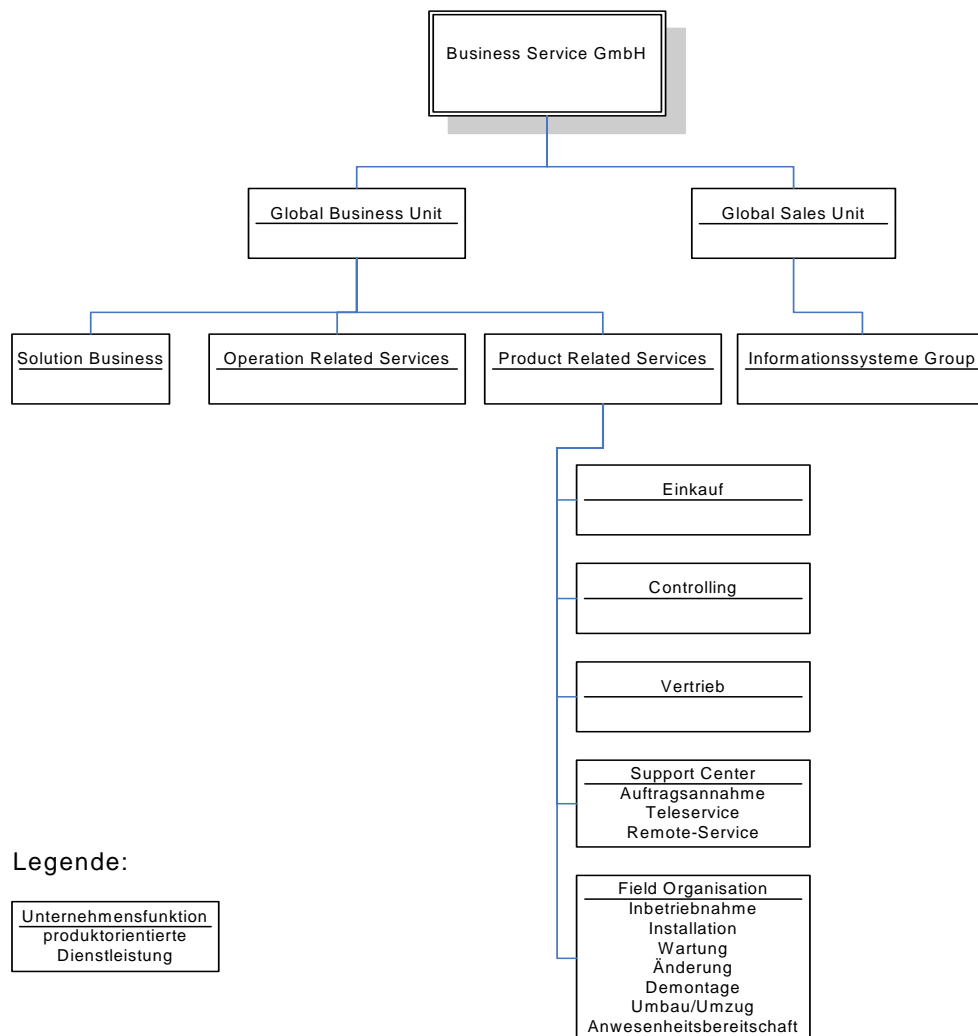 Business Service GmbH
Global Business Unit
Global Sales Unit
Solution Business
Operation Related Services
Product Related Services
Informationssysteme Group
Einkauf
Controlling
Vertrieb
Support Center
Auftragsannahme
Teleservice
Remote-Service
Field Organisation
Inbetriebnahme
Installation
Wartung
Änderung
Demontage
Umbau/Umzug
Anwesenheitsbereitschaft
Legende:
Unternehmensfunktion
produktorientierte
Dienstleistung